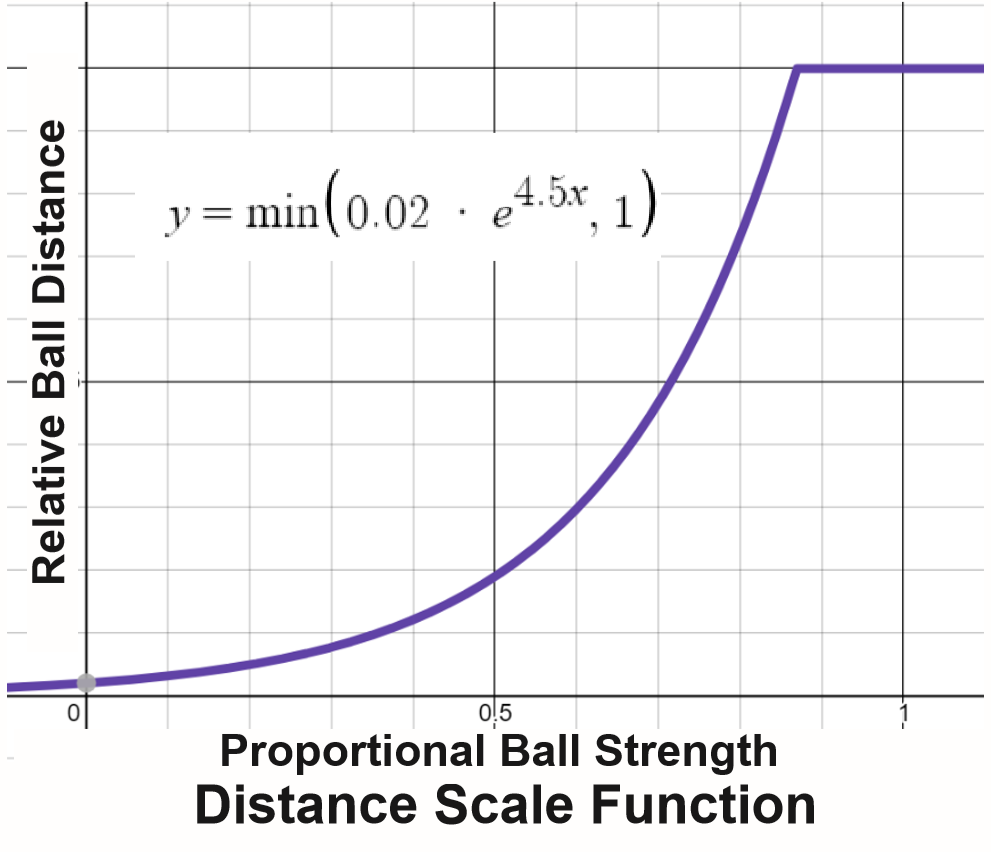 Relative Ball Distance
y = min(0.02 · e^{4.5x}, 1)
0
0.5
1
Proportional Ball Strength
Distance Scale Function